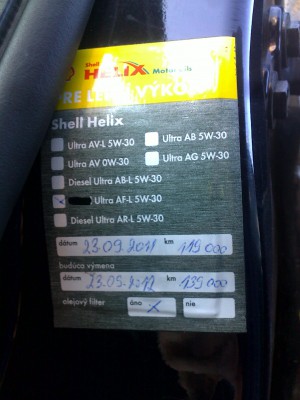 Shell
HELIX Motor Oils
PRE LEPŠÍ VÝKON
Shell Helix
Ultra AV-L 5W-30
Ultra AB 5W-30
Ultra AV 0W-30
Ultra AG 5W-30
Diesel Ultra AB-L 5W-30
x Ultra AF-L 5W-30
Diesel Ultra AR-L 5W-30
dátum 23.09.2011 km 119 000
budúca výmena
dátum 23.09.2012 km 139 000
olejový filter áno x nie